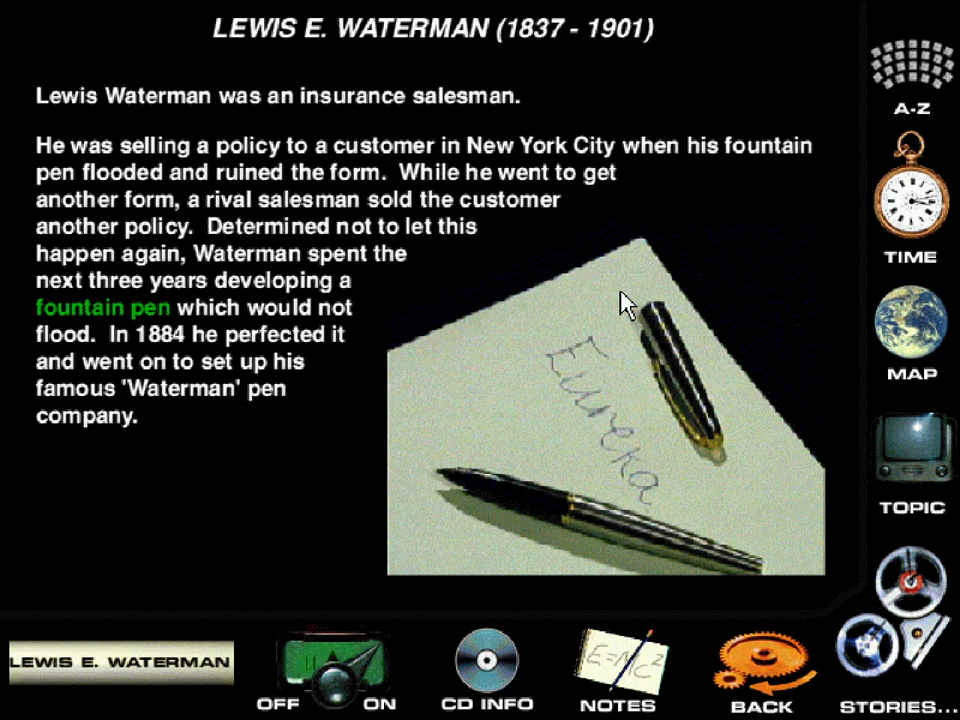 LEWIS E. WATERMAN (1837 - 1901)
Lewis Waterman was an insurance salesman.
He was selling a policy to a customer in New York City when his fountain
pen flooded and ruined the form. While he went to get
another form, a rival salesman sold the customer
another policy. Determined not to let this
happen again, Waterman spent the
next three years developing a
fountain pen which would not
flood. In 1884 he perfected it
and went on to set up his
famous 'Waterman' pen
company.
Eureka
A-Z
TIME
MAP
TOPIC
LEWIS E. WATERMAN
OFF
ON
CD INFO
E=Mc²
NOTES
BACK
STORIES...